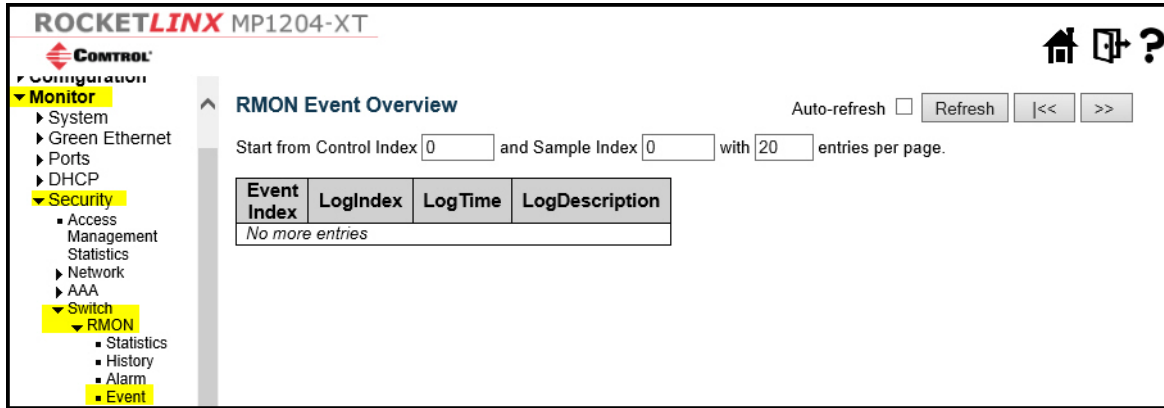 ROCKETLINX MP1204-XT
COMTROL
?
Configuration
Monitor
System
Green Ethernet
Ports
DHCP
Security
Access
Management
Statistics
Network
AAA
Switch
RMON
Statistics
History
Alarm
Event
RMON Event Overview
Auto-refresh Refresh |<< >>
Start from Control Index 0 and Sample Index 0 with 20 entries per page.
Event Index LogIndex LogTime LogDescription
No more entries